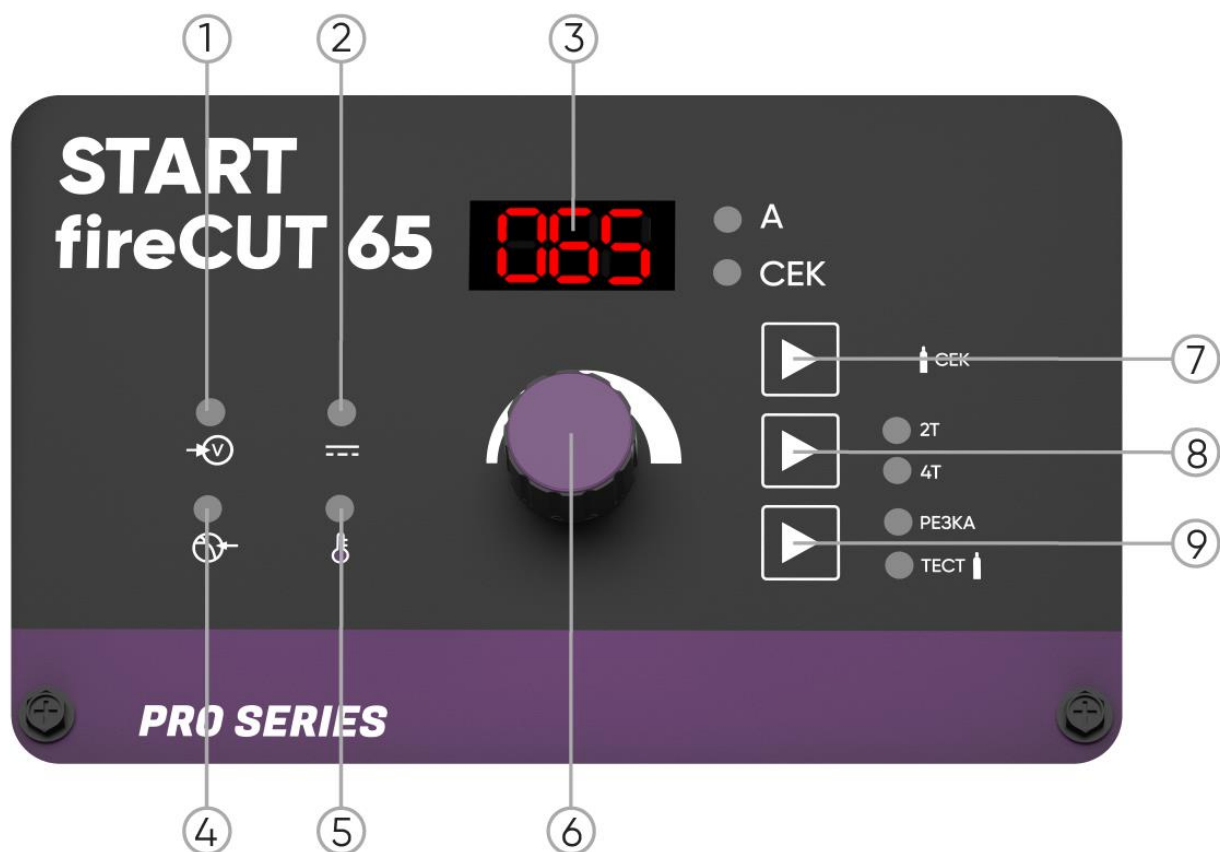 1 2 3
START
fireCUT 65
065
A
СЕК
7
СЕК
V
2T
4T
8
РЕЗКА
ТЕСТ
9
PRO SERIES
4 5 6